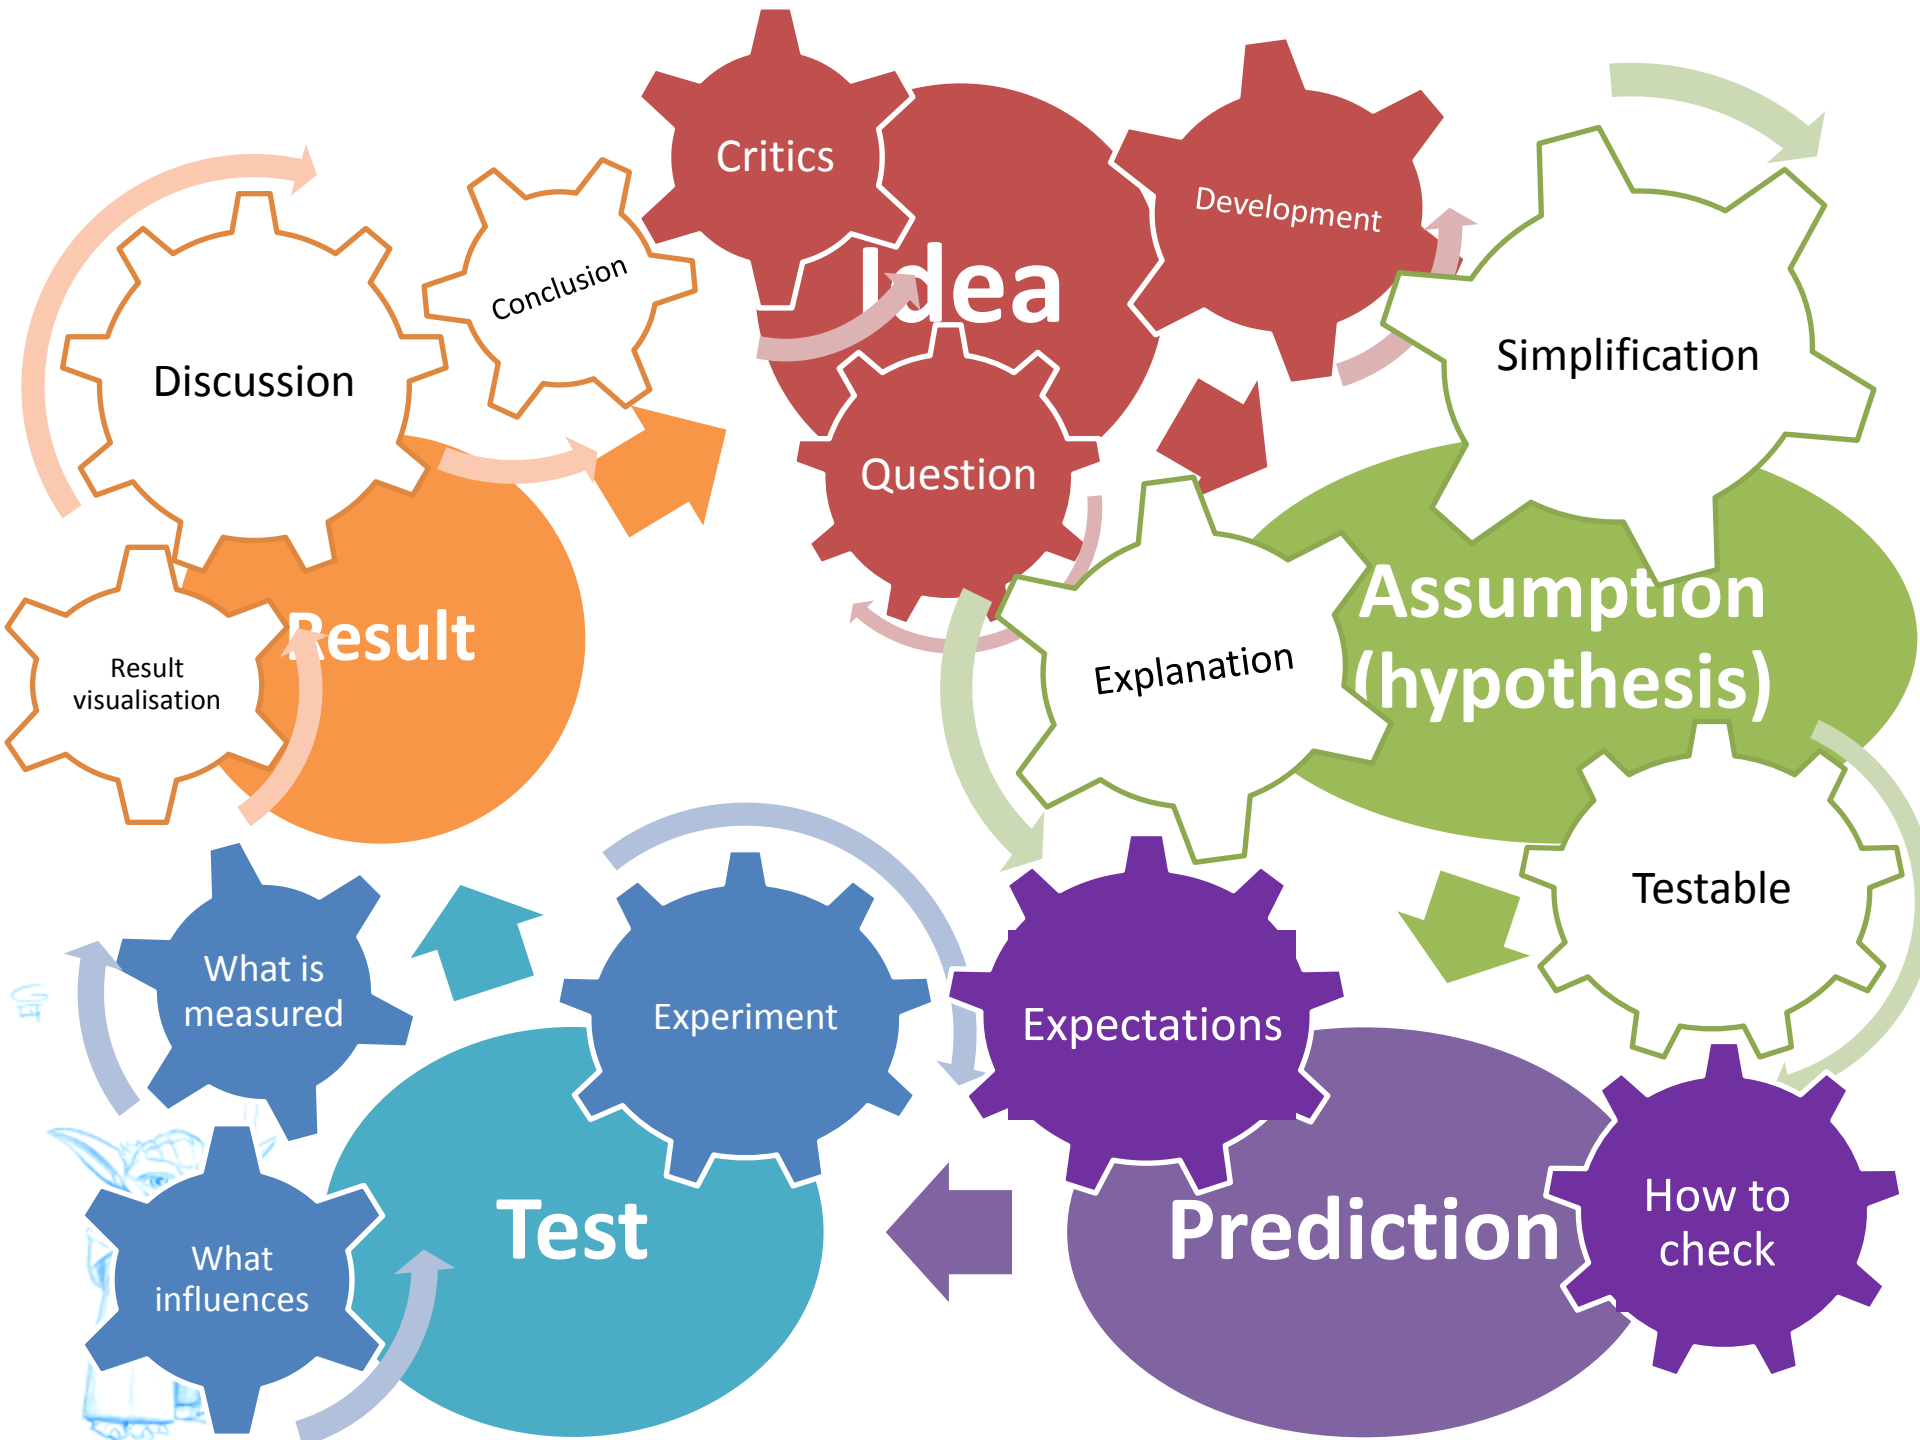 Critics
Development
Idea
Question
Conclusion
Discussion
Result
visualisation
Result
Simplification
Explanation
Assumption
(hypothesis)
Testable
What is
measured
Experiment
Expectations
What
influences
Test
Prediction
How to
check